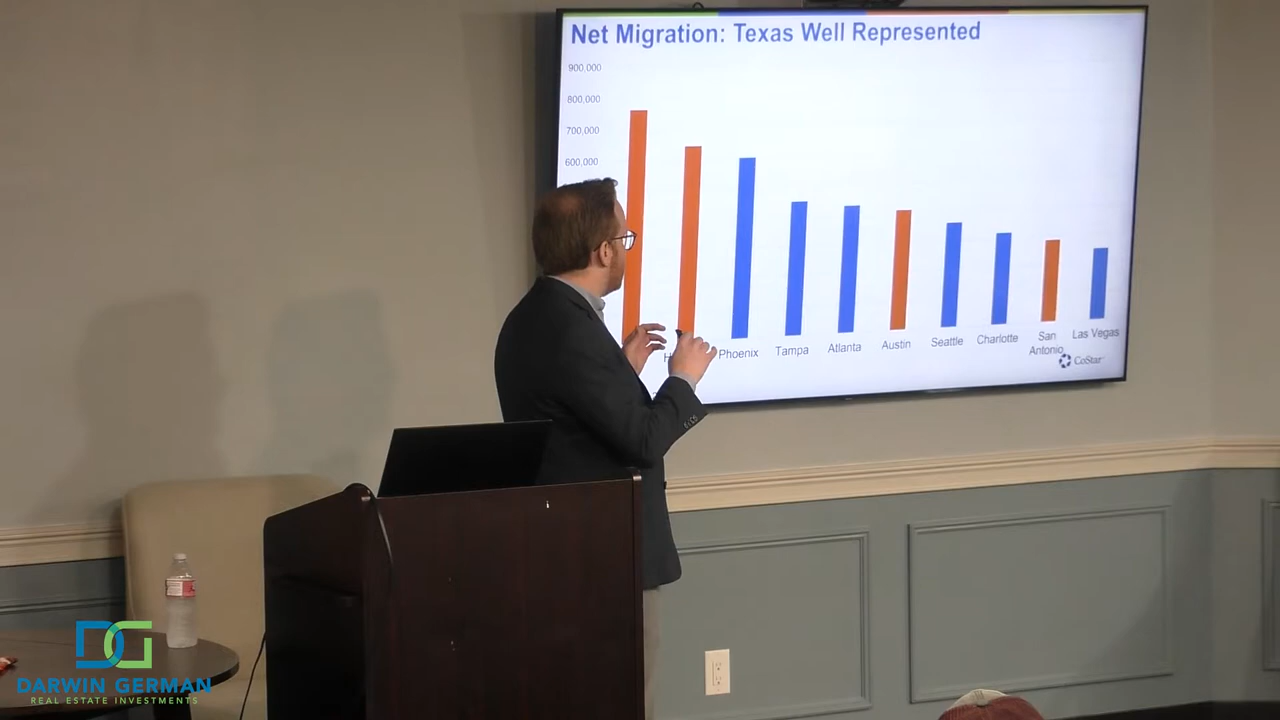 Net Migration: Texas Well Represented
900,000
800,000
700,000
600,000
Phoenix
Tampa
Atlanta
Austin
Seattle
Charlotte
San
Antonio
Las Vegas
CoStar
DG
DARWIN GERMAN
REAL ESTATE INVESTMENTS